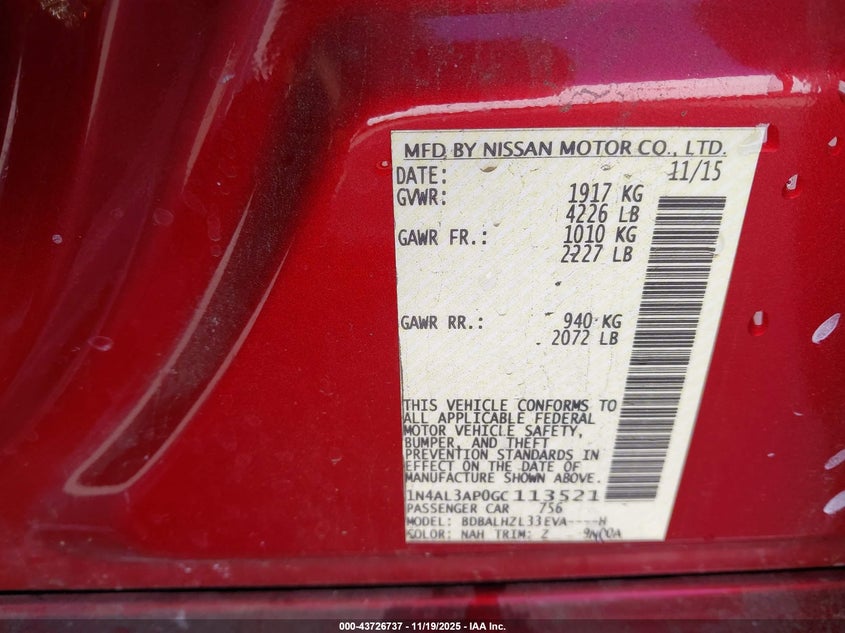 MFD. BY NISSAN MOTOR CO., LTD.
DATE: 11/15
GVWR: 1917 KG
4226 LB
GAWR FR.: 1010 KG
2227 LB
GAWR RR.: 940 KG
2072 LB
THIS VEHICLE CONFORMS TO
ALL APPLICABLE FEDERAL
MOTOR VEHICLE SAFETY,
BUMPER, AND THEFT
PREVENTION STANDARDS IN
EFFECT ON THE DATE OF
MANUFACTURE SHOWN ABOVE.
1N4AL3AP0GC113521
PASSENGER CAR 756
MODEL: BDBALHZL33EVA----H
COLOR: NAH TRIM: Z
000-43726737 - 11/19/2025 - IAA Inc.